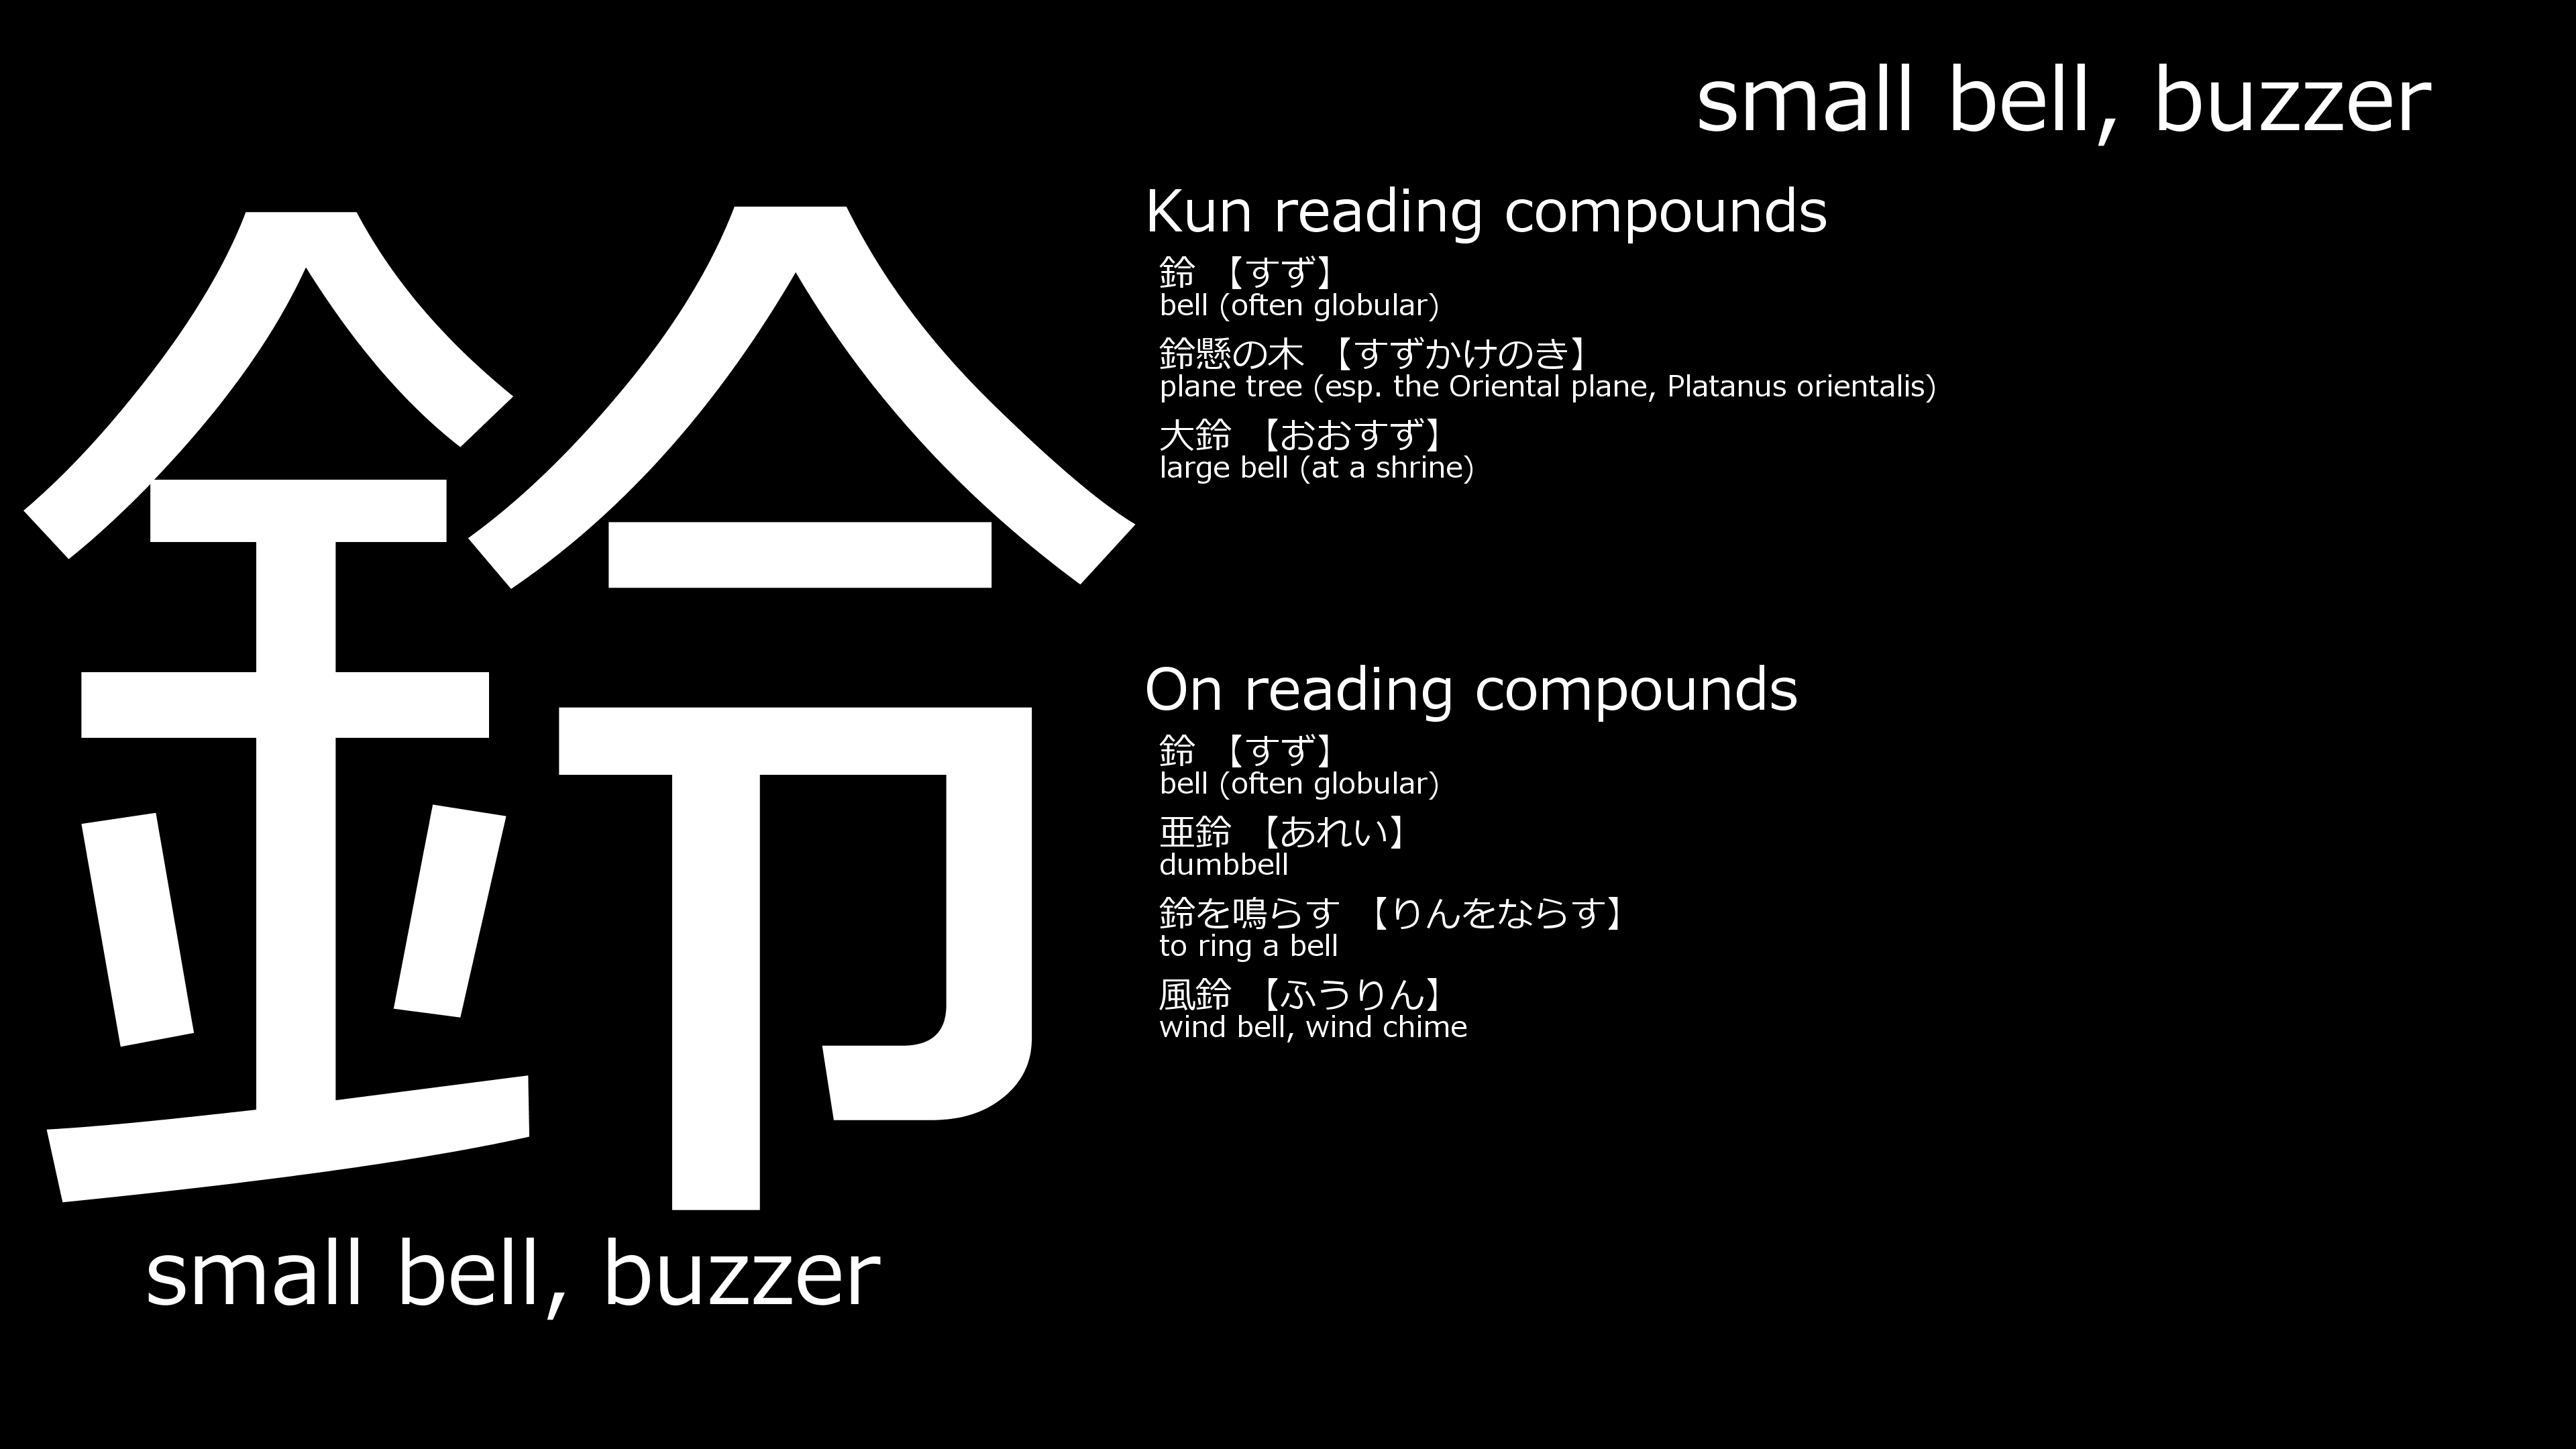 small bell, buzzer
鈴
small bell, buzzer
Kun reading compounds
鈴 【すず】
bell (often globular)
鈴懸の木 【すずかけのき】
plane tree (esp. the Oriental plane, Platanus orientalis)
大鈴 【おおすず】
large bell (at a shrine)
On reading compounds
鈴 【すず】
bell (often globular)
亜鈴 【あれい】
dumbbell
鈴を鳴らす 【りんをならす】
to ring a bell
風鈴 【ふうりん】
wind bell, wind chime